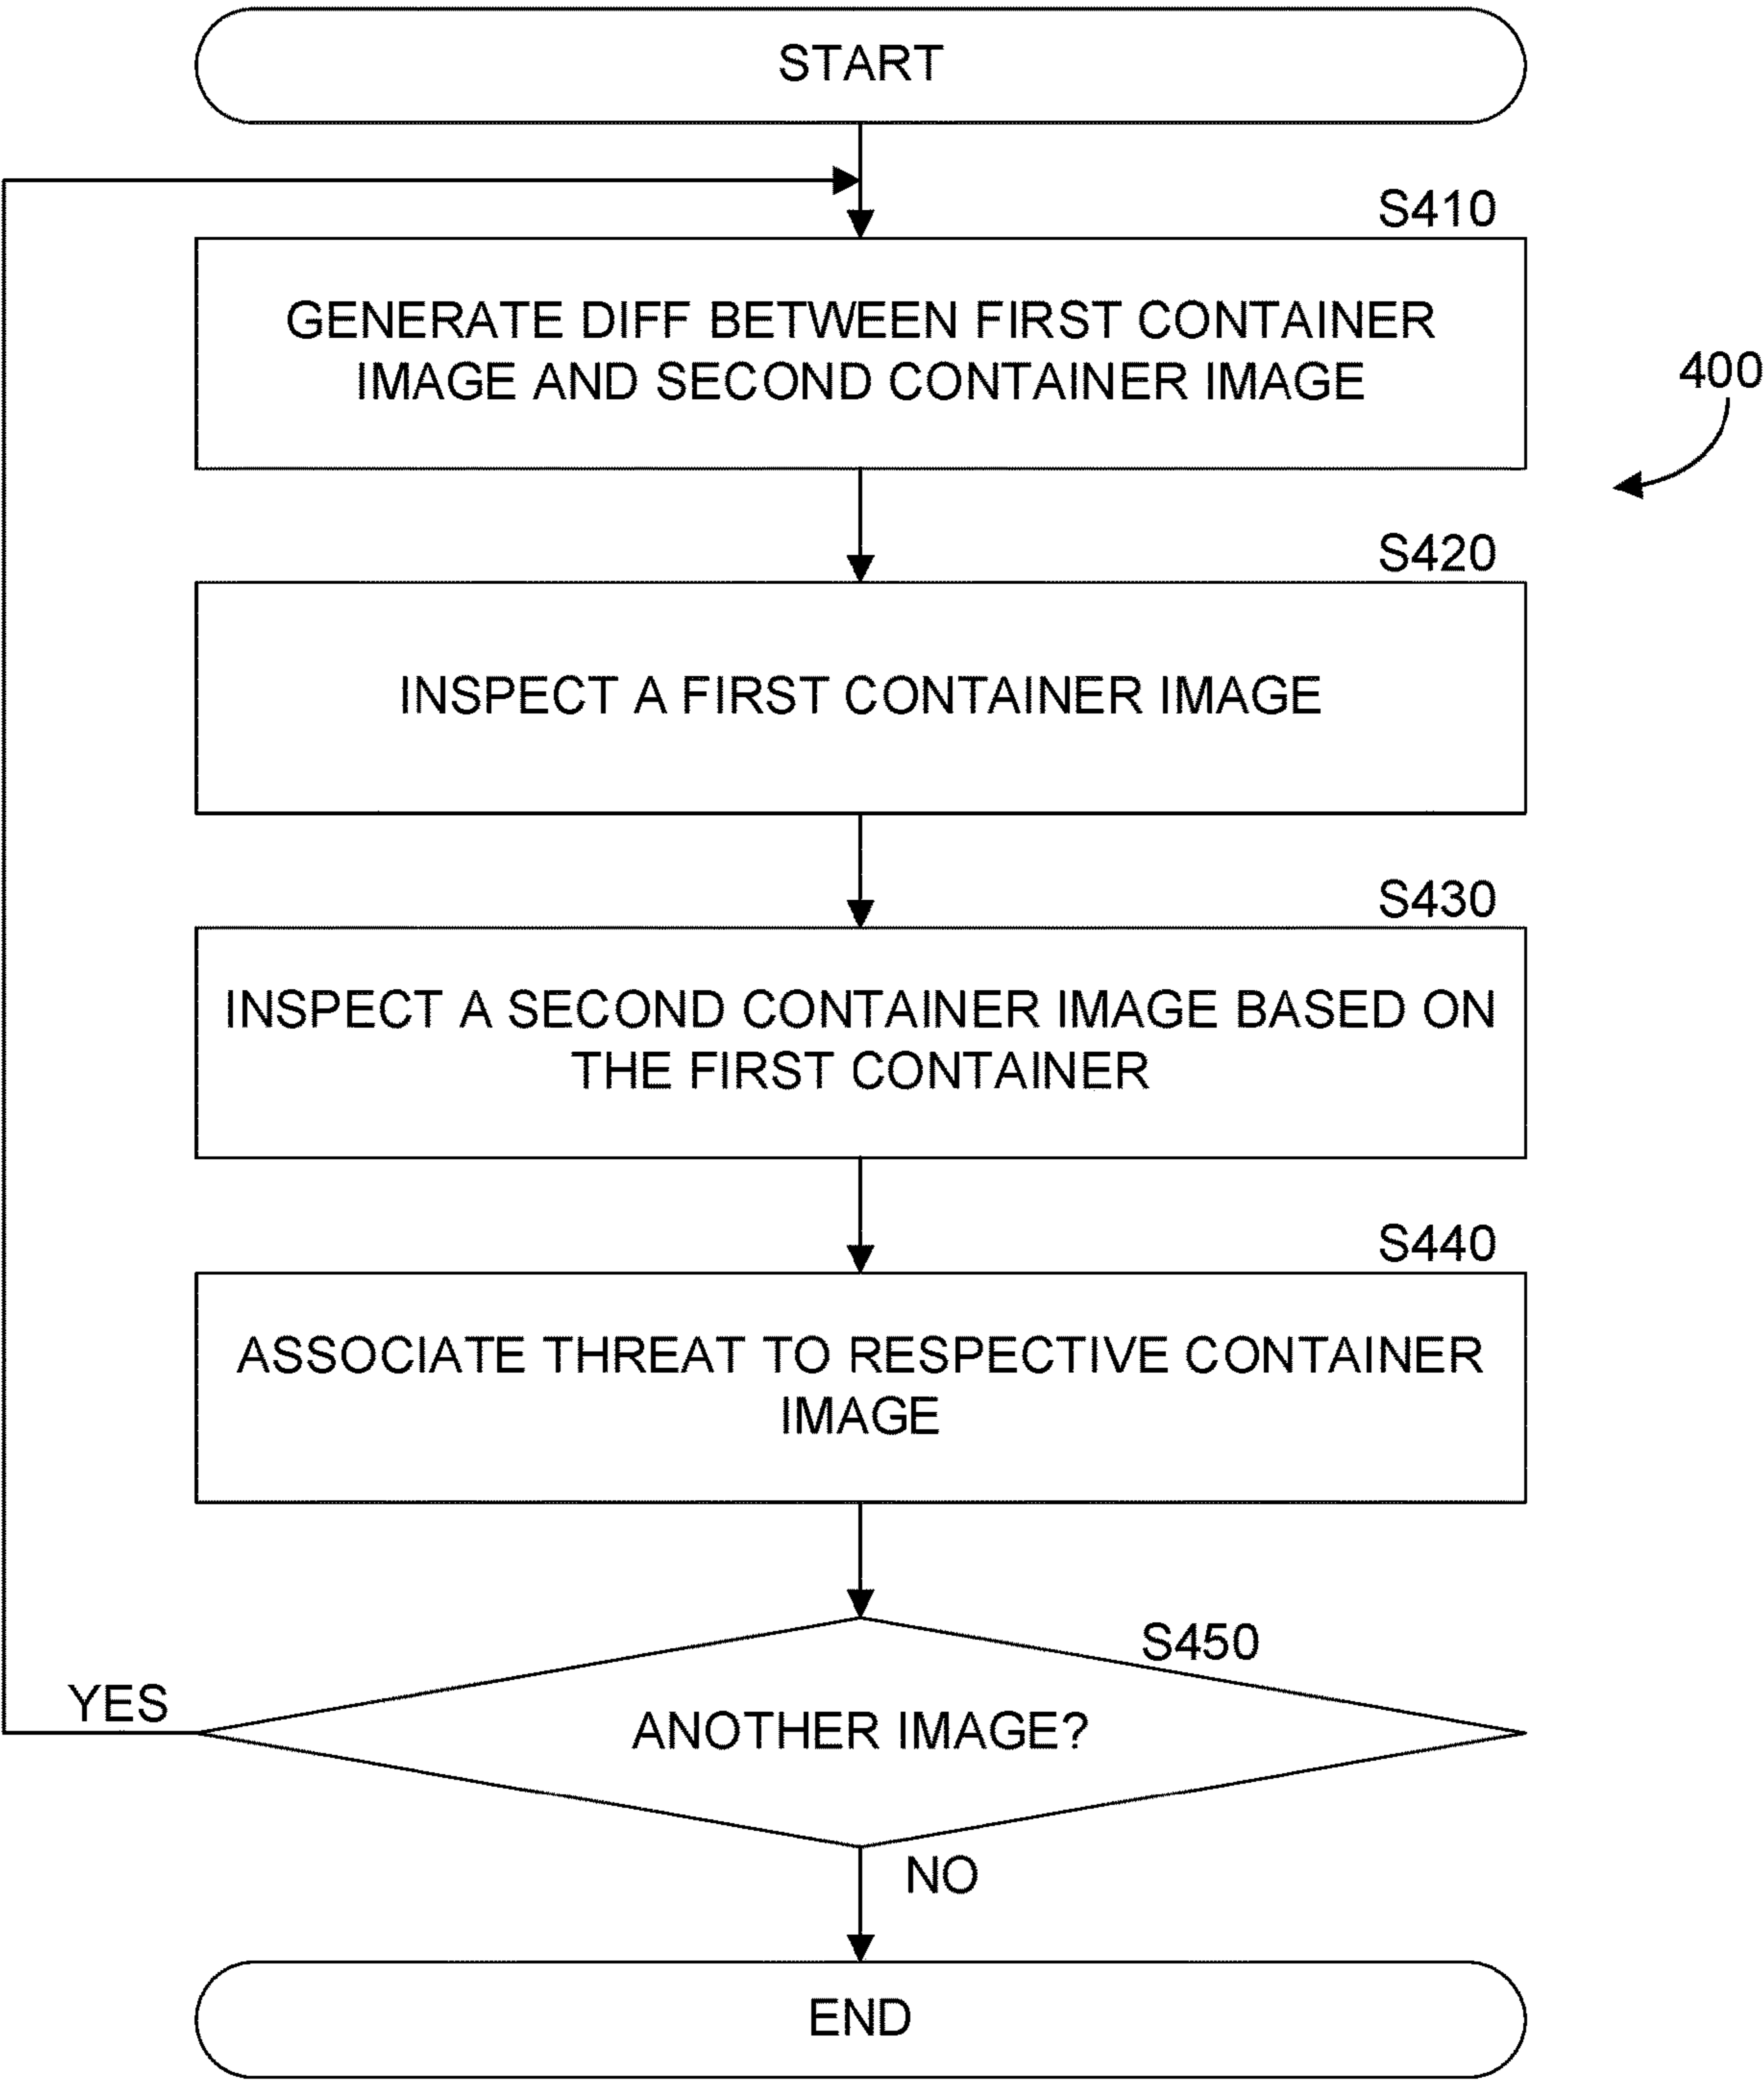 START
S410
GENERATE DIFF BETWEEN FIRST CONTAINER
IMAGE AND SECOND CONTAINER IMAGE
400
S420
INSPECT A FIRST CONTAINER IMAGE
S430
INSPECT A SECOND CONTAINER IMAGE BASED ON
THE FIRST CONTAINER
S440
ASSOCIATE THREAT TO RESPECTIVE CONTAINER
IMAGE
S450
YES
ANOTHER IMAGE?
NO
END